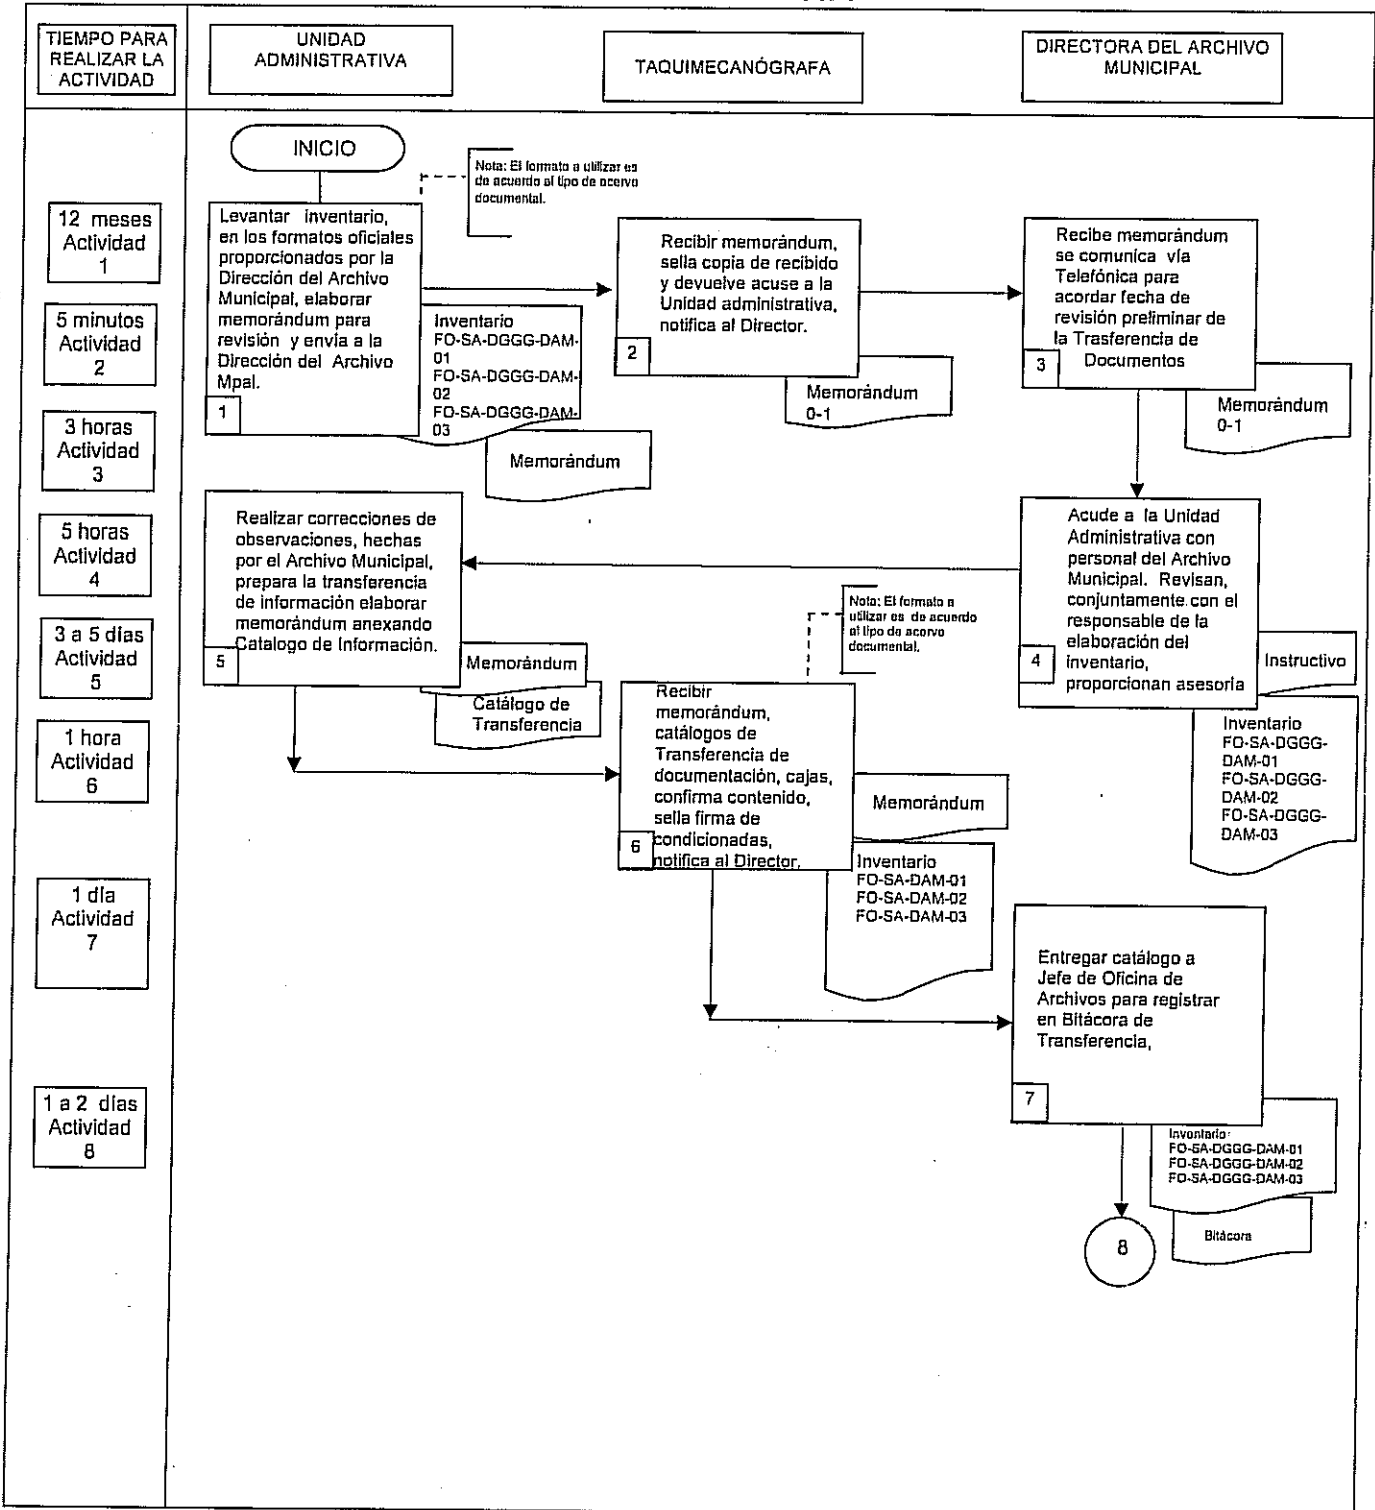 TIEMPO PARA
REALIZAR LA
ACTIVIDAD
UNIDAD
ADMINISTRATIVA
TAQUIMECANÓGRAFA
DIRECTORA DEL ARCHIVO
MUNICIPAL
INICIO
Nota: El formato a utilizar es
de acuerdo al tipo de acervo
documental.
12 meses
Actividad
1
Levantar inventario,
en los formatos oficiales
proporcionados por la
Dirección del Archivo
Municipal, elaborar
memorándum para
revisión y envía a la
Dirección del Archivo
Mpal.
1
Inventario
FO-SA-DGGG-DAM-
01
FO-SA-DGGG-DAM-
02
FO-SA-DGGG-DAM-
03
Memorándum
Recibir memorándum,
sella copia de recibido
y devuelve acuse a la
Unidad administrativa,
notifica al Director.
2
Memorándum
0-1
Recibe memorándum
se comunica vía
Telefónica para
acordar fecha de
revisión preliminar de
la Trasferencia de
Documentos
3
Memorándum
0-1
5 minutos
Actividad
2
3 horas
Actividad
3
5 horas
Actividad
4
Acude a la Unidad
Administrativa con
personal del Archivo
Municipal. Revisan,
conjuntamente con el
responsable de la
elaboración del
inventario,
proporcionan asesoría
4
Instructivo
Inventario
FO-SA-DGGG-
DAM-01
FO-SA-DGGG-
DAM-02
FO-SA-DGGG-
DAM-03
Realizar correcciones de
observaciones, hechas
por el Archivo Municipal,
prepara la transferencia
de información elaborar
memorándum anexando
Catalogo de Información.
5
Memorándum
Catálogo de
Transferencia
3 a 5 días
Actividad
5
Nota: El formato a
utilizar es de acuerdo
al tipo de acervo
documental.
1 hora
Actividad
6
Recibir
memorándum,
catálogos de
Transferencia de
documentación, cajas,
confirma contenido,
sella firma de
condicionadas,
notifica al Director.
6
Memorándum
Inventario
FO-SA-DAM-01
FO-SA-DAM-02
FO-SA-DAM-03
1 día
Actividad
7
Entregar catálogo a
Jefe de Oficina de
Archivos para registrar
en Bitácora de
Transferencia,
7
Inventario:
FO-SA-DGGG-DAM-01
FO-SA-DGGG-DAM-02
FO-SA-DGGG-DAM-03
Bitácora
1 a 2 días
Actividad
8
8